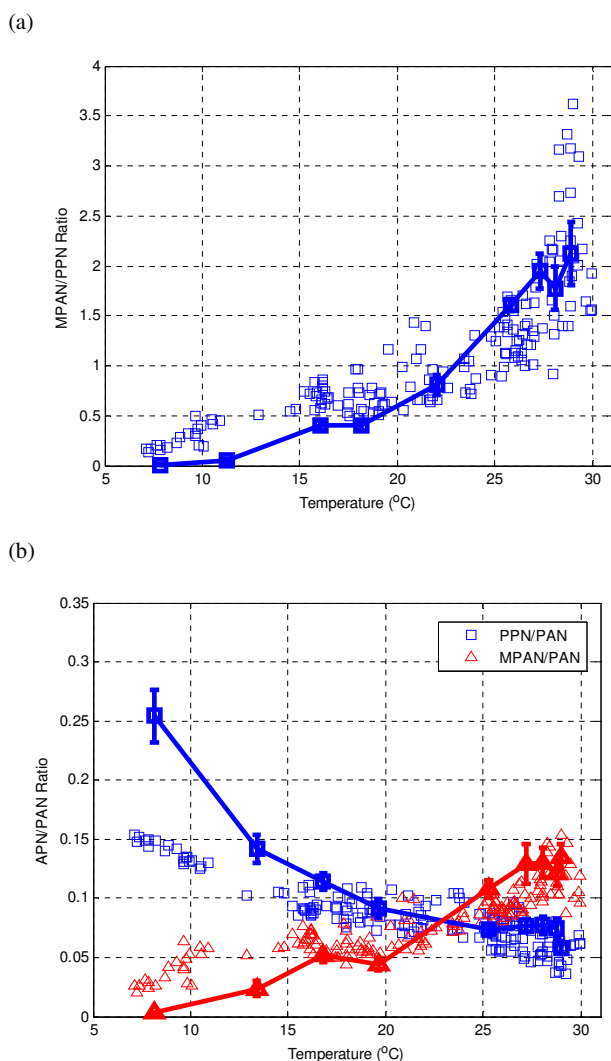 (a)
4
3.5
3
2.5
2
1.5
1
0.5
0
MPAN/PPN Ratio
5 10 15 20 25 30
Temperature (°C)
(b)
0.35
0.3
0.25
0.2
0.15
0.1
0.05
0
APN/PAN Ratio
PPN/PAN
MPAN/PAN
5 10 15 20 25 30
Temperature (°C)